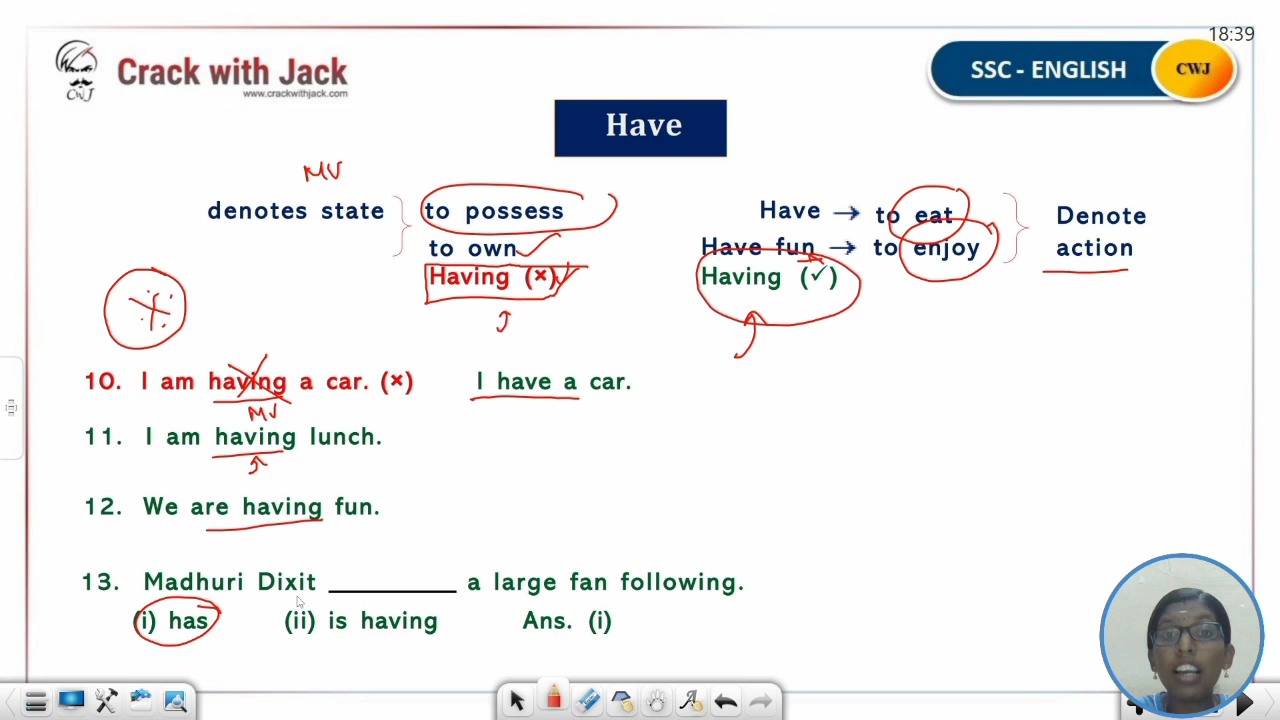 18:39
Crack with Jack
www.crackwithjack.com
CWJ
SSC - ENGLISH
CWJ
Have
MV
denotes state
to possess
to own
Having (×)
Have → to eat
Have fun → to enjoy
Having (✓)
Denote
action
10. I am having a car. (×) I have a car.
MV
11. I am having lunch.
12. We are having fun.
13. Madhuri Dixit __________ a large fan following.
(i) has (ii) is having Ans. (i)